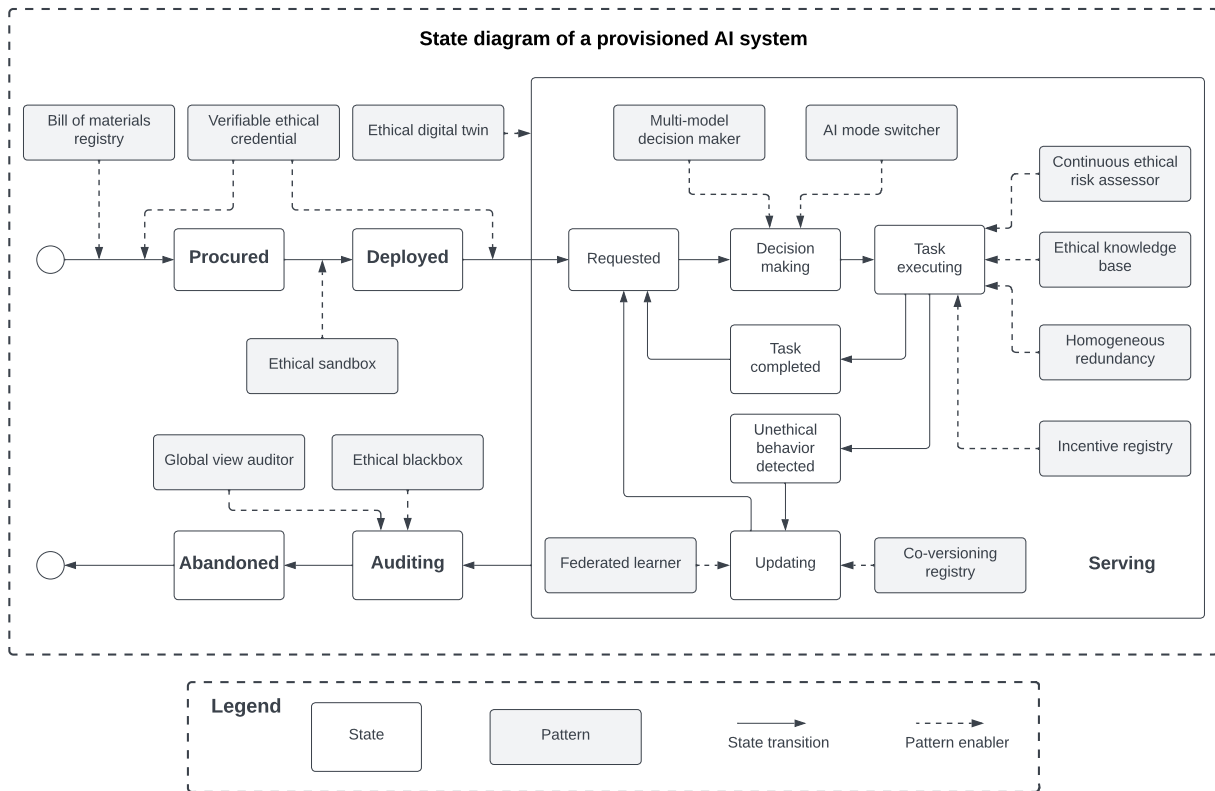 State diagram of a provisioned AI system
Bill of materials
registry
Verifiable ethical
credential
Ethical digital twin
Multi-model
decision maker
AI mode switcher
Continuous ethical
risk assessor
Procured
Deployed
Requested
Decision
making
Task
executing
Ethical knowledge
base
Ethical sandbox
Task
completed
Homogeneous
redundancy
Global view auditor
Ethical blackbox
Unethical
behavior
detected
Incentive registry
Abandoned
Auditing
Federated learner
Updating
Co-versioning
registry
Serving
Legend
State
Pattern
State transition
Pattern enabler